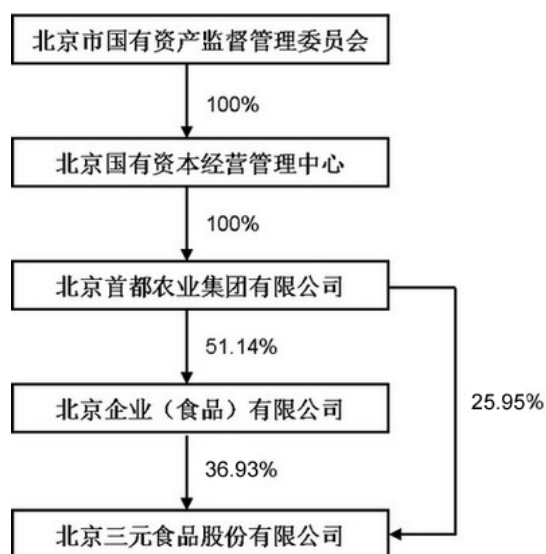 北京市国有资产监督管理委员会
100%
北京国有资本经营管理中心
100%
北京首都农业集团有限公司
51.14%
北京企业（食品）有限公司
25.95%
36.93%
北京三元食品股份有限公司